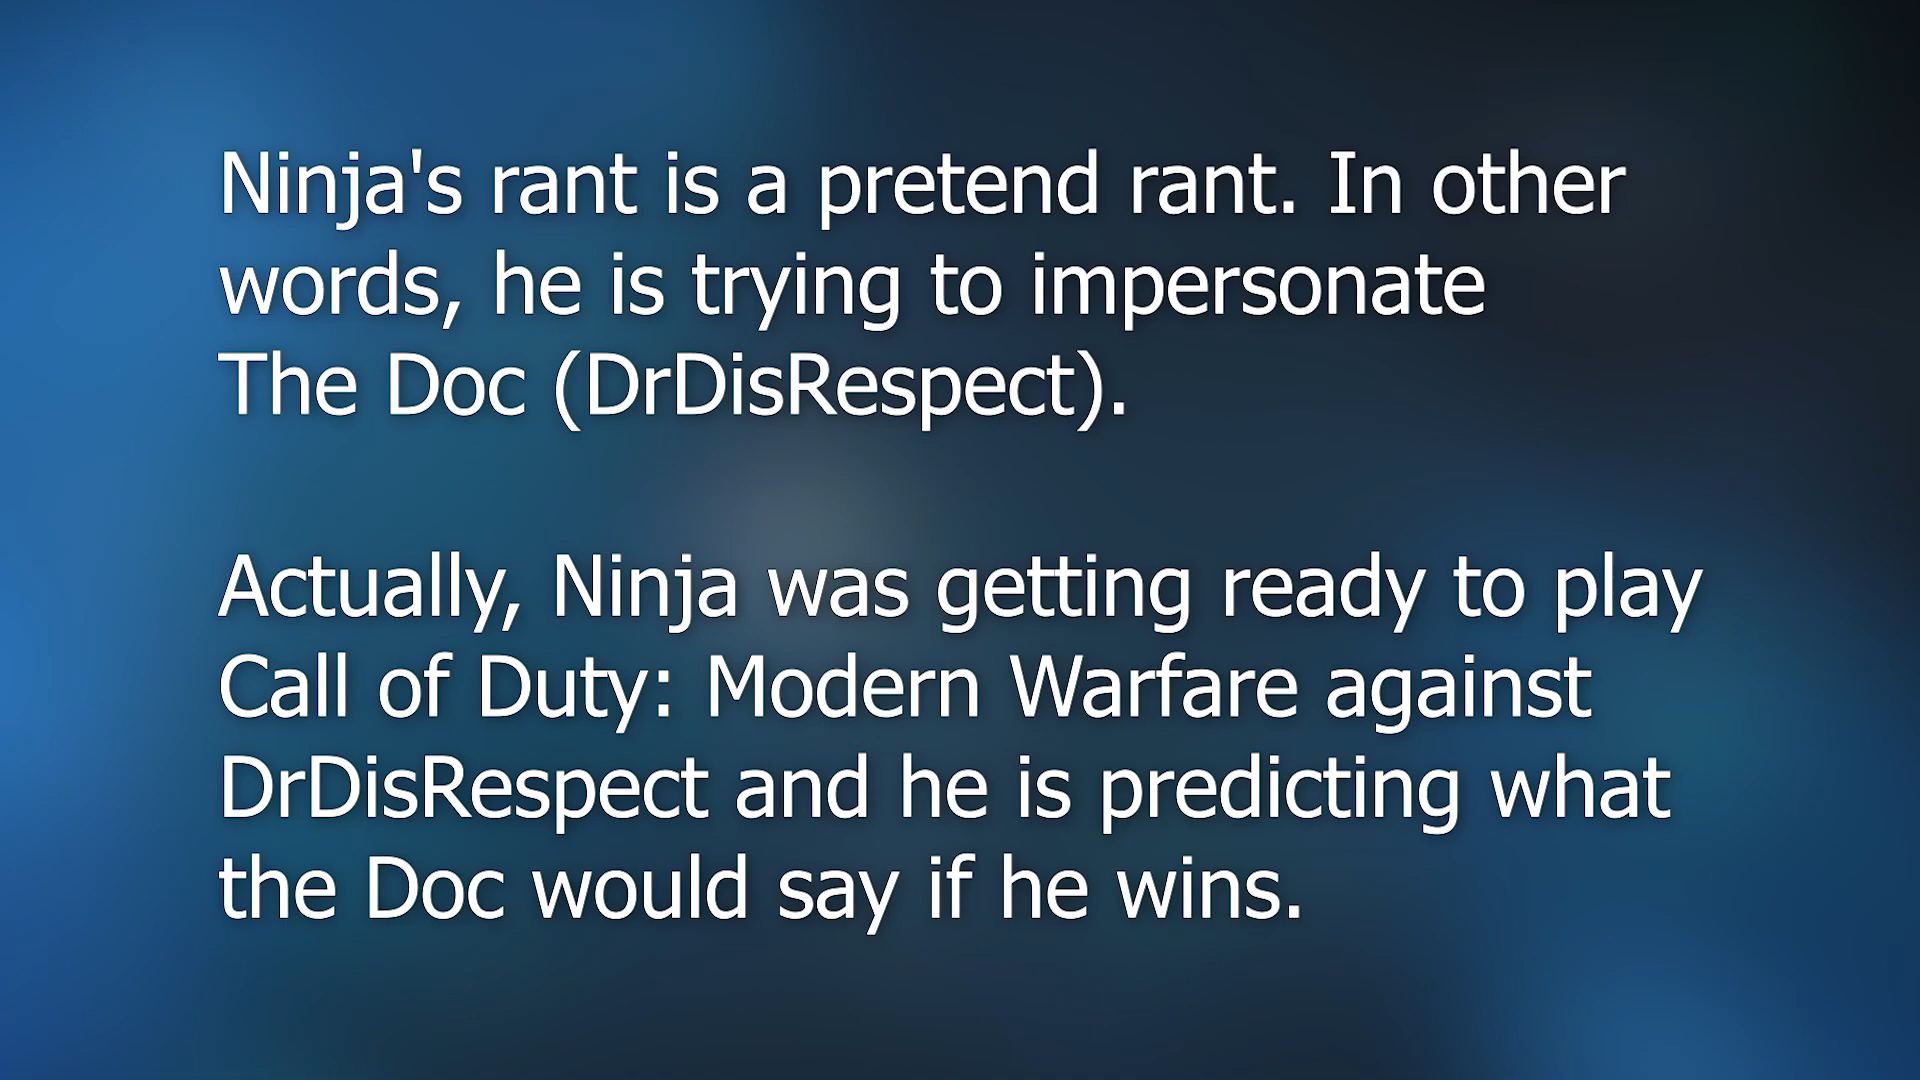 Ninja's rant is a pretend rant. In other
words, he is trying to impersonate
The Doc (DrDisRespect).
Actually, Ninja was getting ready to play
Call of Duty: Modern Warfare against
DrDisRespect and he is predicting what
the Doc would say if he wins.